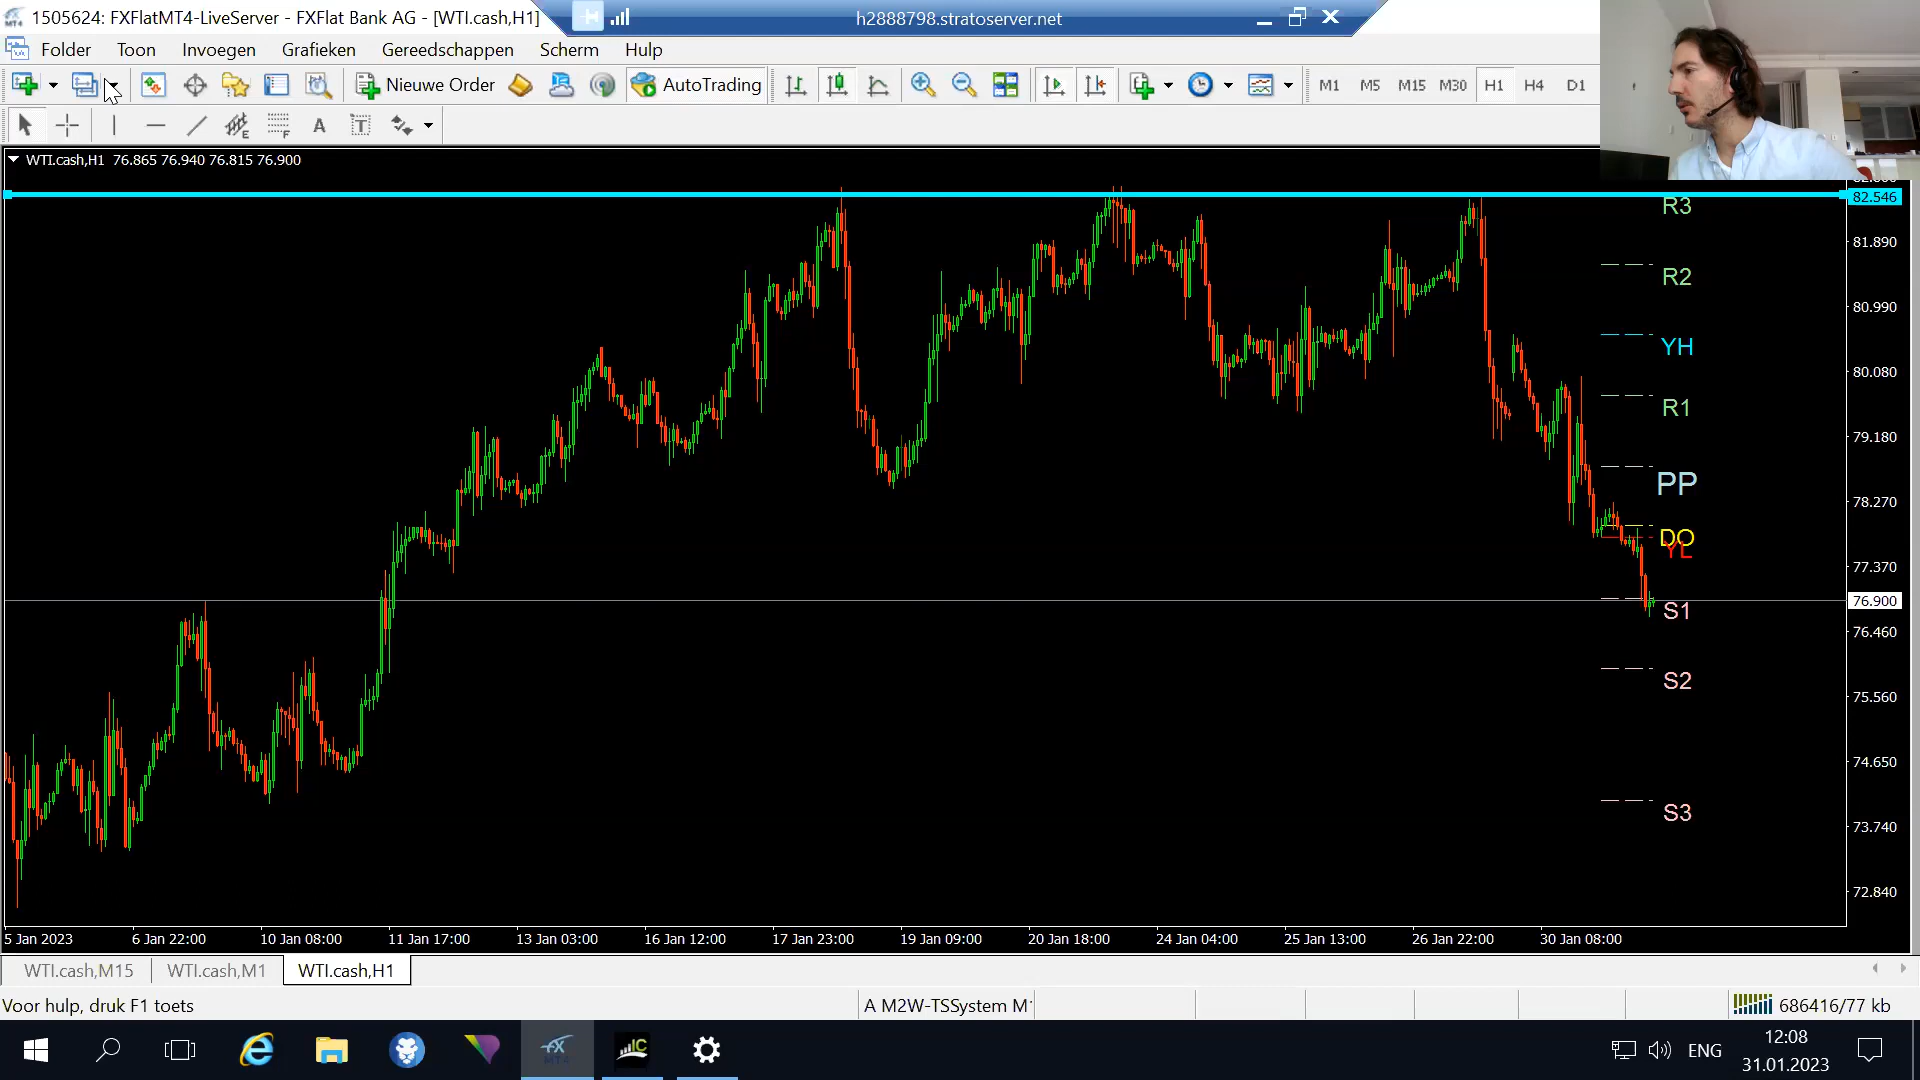 1505624: FXFlatMT4-LiveServer - FXFlat Bank AG - [WTI.cash,H1]
h2888798.stratoserver.net
Folder Toon Invoegen Grafieken Gereedschappen Scherm Hulp
Nieuwe Order AutoTrading M1 M5 M15 M30 H1 H4 D1
E F A T
WTI.cash,H1 76.865 76.940 76.815 76.900
82.546
R3
81.890
R2
80.990
YH
80.080
R1
79.180
PP
78.270
DO
YL
77.370
76.900
S1
76.460
S2
75.560
74.650
S3
73.740
72.840
5 Jan 2023 6 Jan 22:00 10 Jan 08:00 11 Jan 17:00 13 Jan 03:00 16 Jan 12:00 17 Jan 23:00 19 Jan 09:00 20 Jan 18:00 24 Jan 04:00 25 Jan 13:00 26 Jan 22:00 30 Jan 08:00
WTI.cash,M15 WTI.cash,M1 WTI.cash,H1
Voor hulp, druk F1 toets A M2W-TSSystem M 686416/77 kb
FX MT4 IC ENG 12:08
31.01.2023